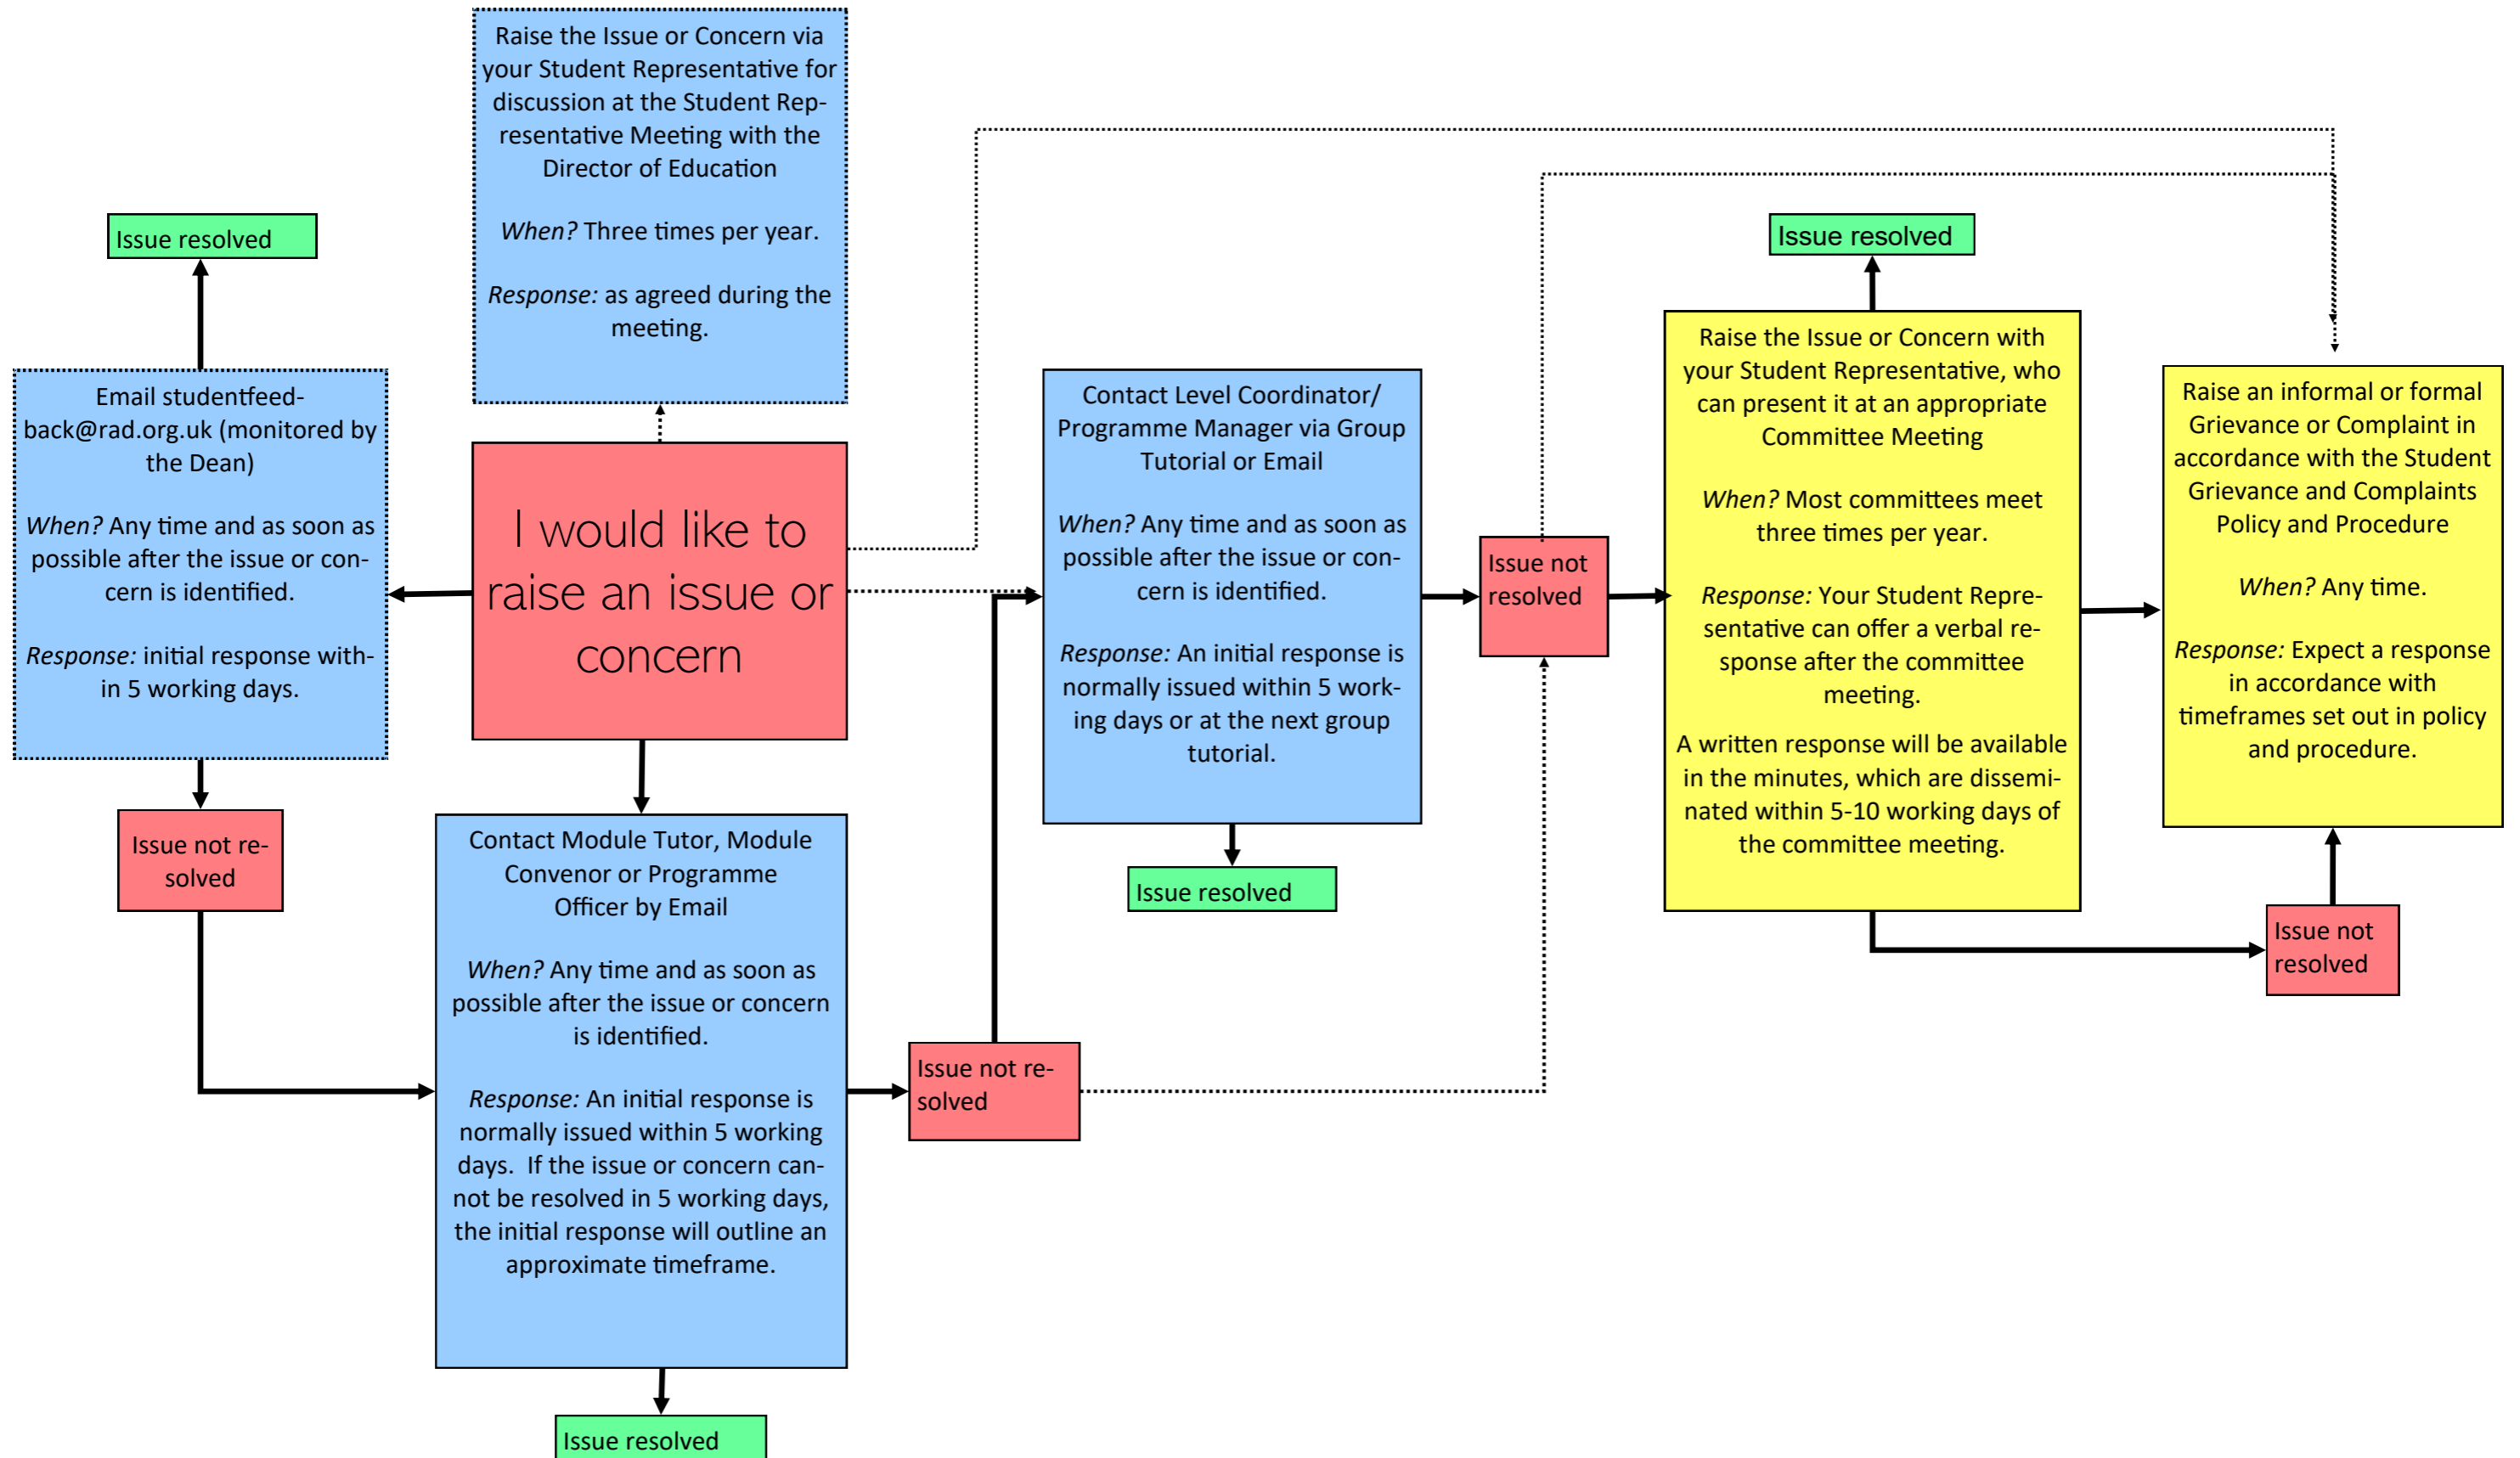 Raise the Issue or Concern via
your Student Representative for
discussion at the Student Rep-
resentative Meeting with the
Director of Education
When? Three times per year.
Response: as agreed during the
meeting.
Issue resolved
Email studentfeed-
back@rad.org.uk (monitored by
the Dean)
When? Any time and as soon as
possible after the issue or con-
cern is identified.
Response: initial response with-
in 5 working days.
Issue not re-
solved
I would like to
raise an issue or
concern
Contact Module Tutor, Module
Convenor or Programme
Officer by Email
When? Any time and as soon as
possible after the issue or concern
is identified.
Response: An initial response is
normally issued within 5 working
days.  If the issue or concern can-
not be resolved in 5 working days,
the initial response will outline an
approximate timeframe.
Issue resolved
Issue not re-
solved
Contact Level Coordinator/
Programme Manager via Group
Tutorial or Email
When? Any time and as soon as
possible after the issue or con-
cern is identified.
Response: An initial response is
normally issued within 5 work-
ing days or at the next group
tutorial.
Issue resolved
Issue not
resolved
Issue resolved
Raise the Issue or Concern with
your Student Representative, who
can present it at an appropriate
Committee Meeting
When? Most committees meet
three times per year.
Response: Your Student Repre-
sentative can offer a verbal re-
sponse after the committee
meeting.
A written response will be available
in the minutes, which are dissemi-
nated within 5-10 working days of
the committee meeting.
Issue not
resolved
Raise an informal or formal
Grievance or Complaint in
accordance with the Student
Grievance and Complaints
Policy and Procedure
When? Any time.
Response: Expect a response
in accordance with
timeframes set out in policy
and procedure.